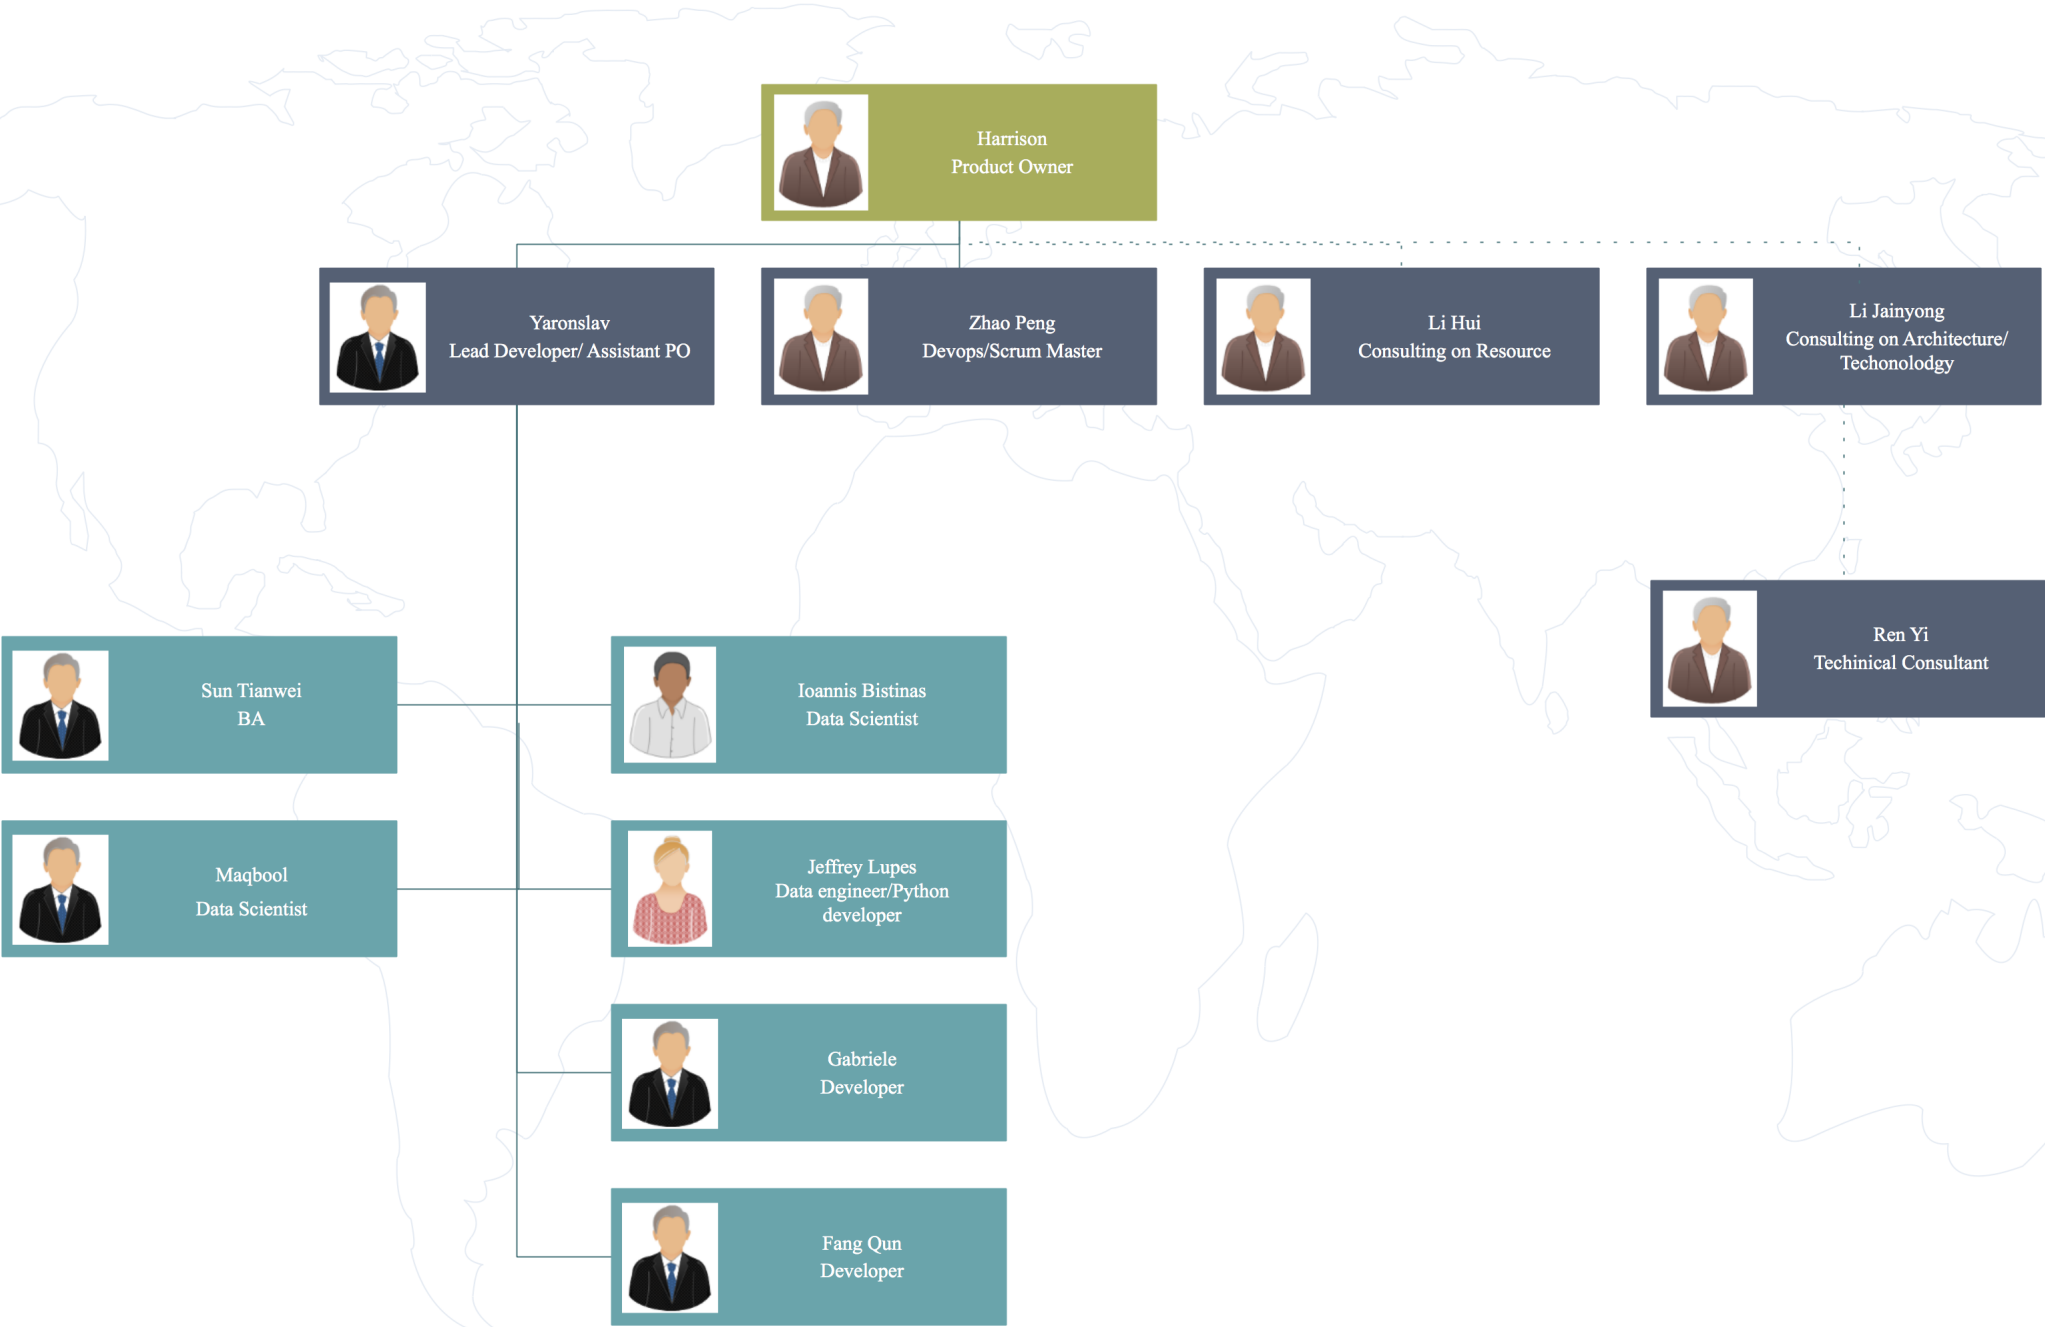 Harrison
Product Owner
Yaronslav
Lead Developer/ Assistant PO
Zhao Peng
Devops/Scrum Master
Li Hui
Consulting on Resource
Li Jainyong
Consulting on Architecture/
Techonolodgy
Ren Yi
Techinical Consultant
Sun Tianwei
BA
Ioannis Bistinas
Data Scientist
Maqbool
Data Scientist
Jeffrey Lupes
Data engineer/Python
developer
Gabriele
Developer
Fang Qun
Developer